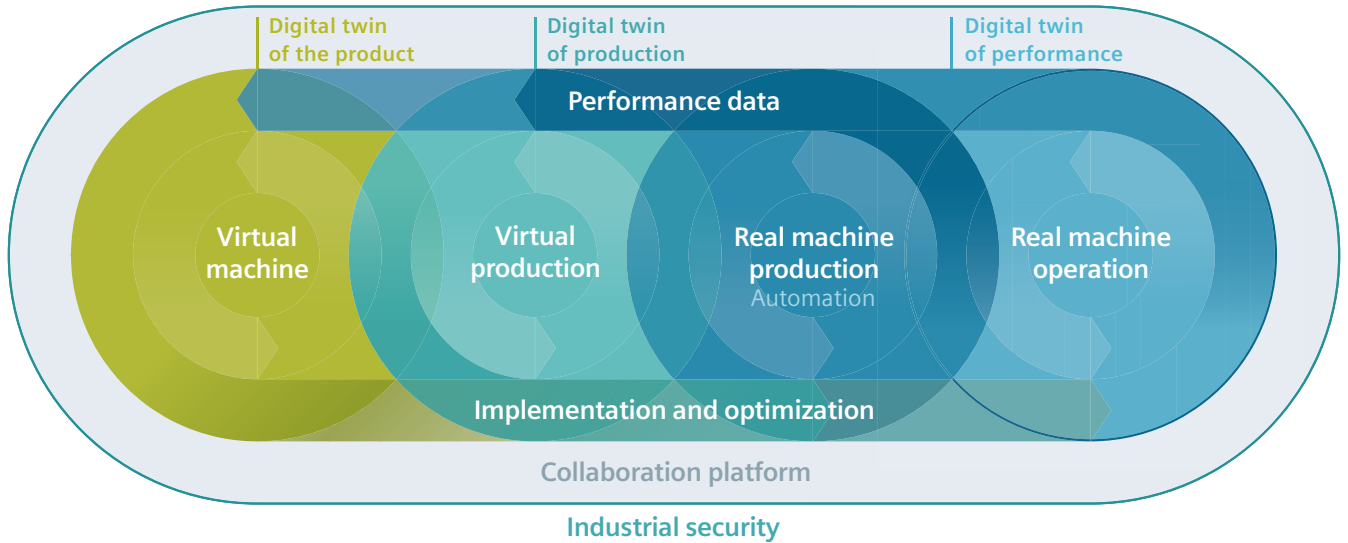 Digital twin
of the product
Digital twin
of production
Digital twin
of performance
Performance data
Virtual
machine
Virtual
production
Real machine
production
Automation
Real machine
operation
Implementation and optimization
Collaboration platform
Industrial security